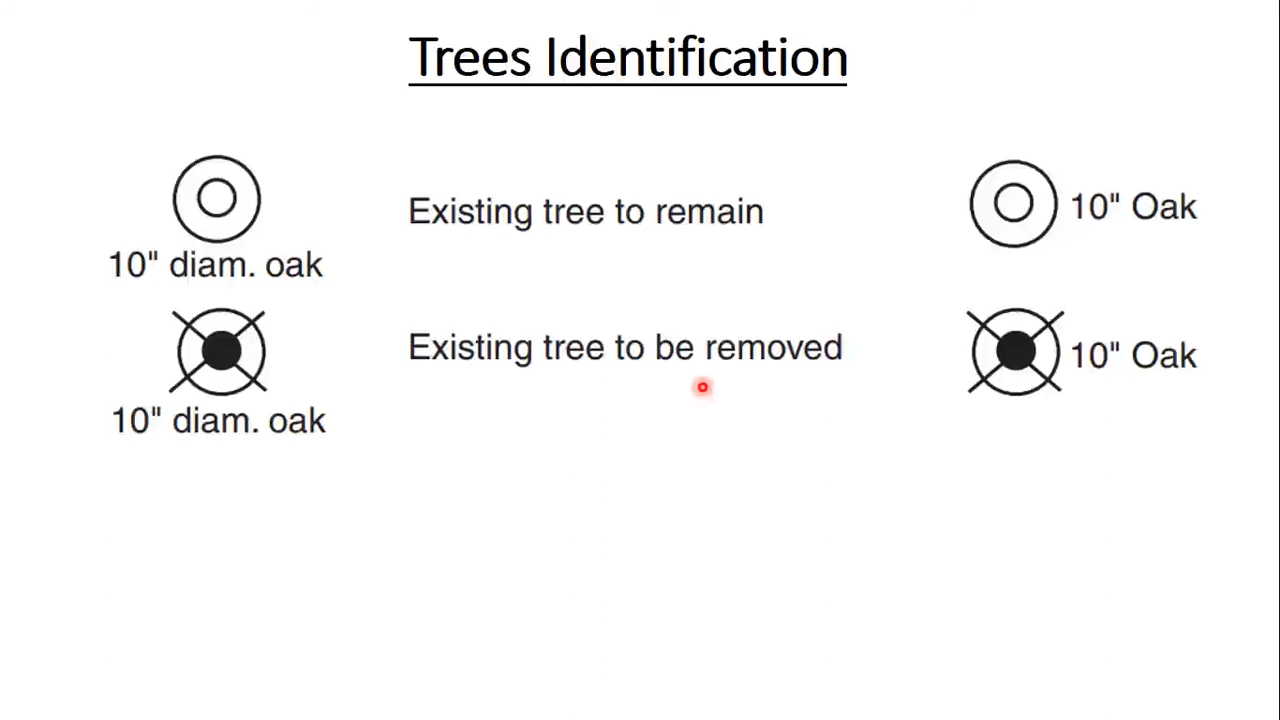 Trees Identification
10" diam. oak
Existing tree to remain
10" Oak
10" diam. oak
Existing tree to be removed
10" Oak